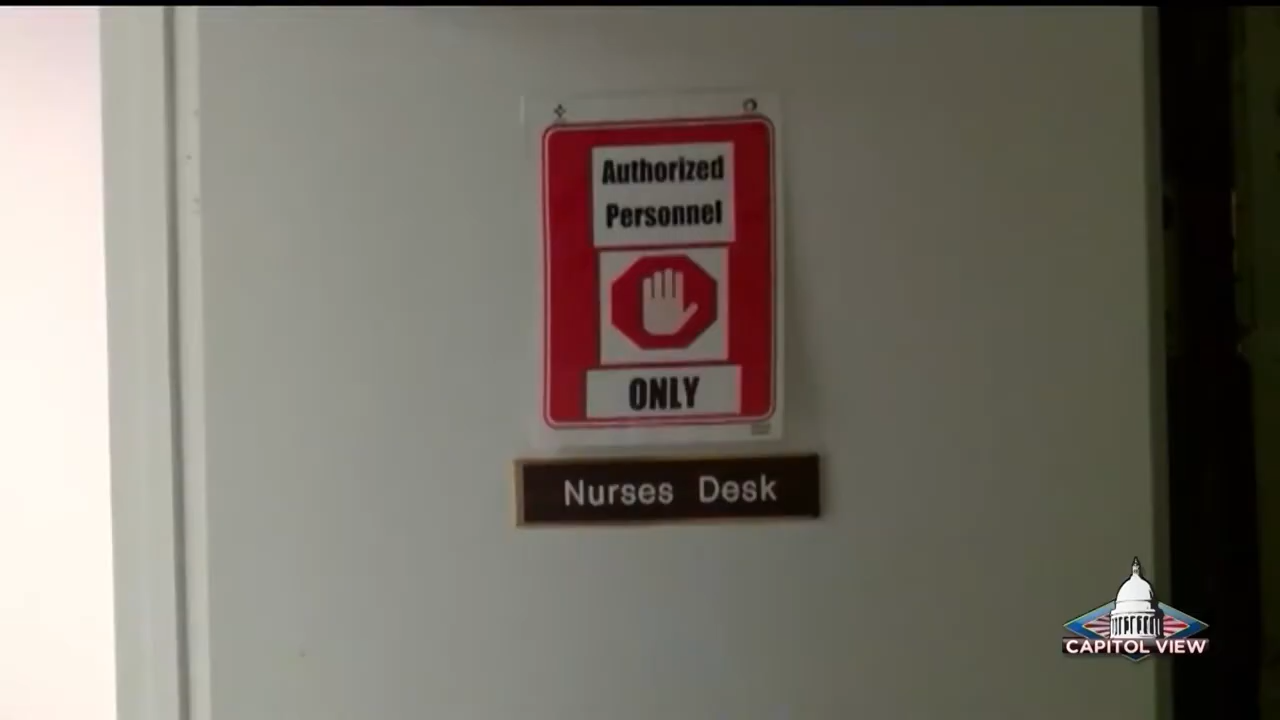 Authorized
Personnel
ONLY
Nurses Desk
CAPITOL VIEW